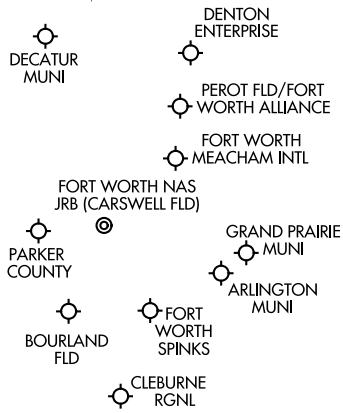 DENTON
ENTERPRISE
DECATUR
MUNI
PEROT FLD/FORT
WORTH ALLIANCE
FORT WORTH
MEACHAM INTL
FORT WORTH NAS
JRB (CARSWELL FLD)
GRAND PRAIRIE
MUNI
PARKER
COUNTY
ARLINGTON
MUNI
BOURLAND
FLD
FORT
WORTH
SPINKS
CLEBURNE
RGNL